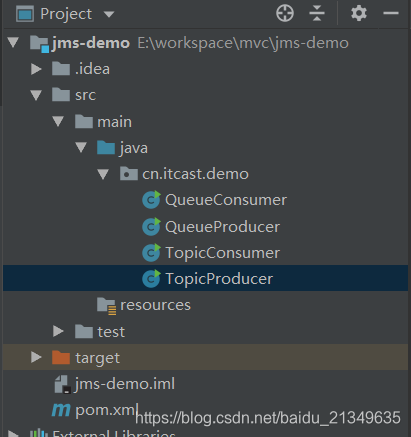 Project
jms-demo E:\workspace\mvc\jms-demo
.idea
src
main
java
cn.itcast.demo
QueueConsumer
QueueProducer
TopicConsumer
TopicProducer
resources
test
target
jms-demo.iml
pom.xml
https://blog.csdn.net/baidu_21349635
External Libraries